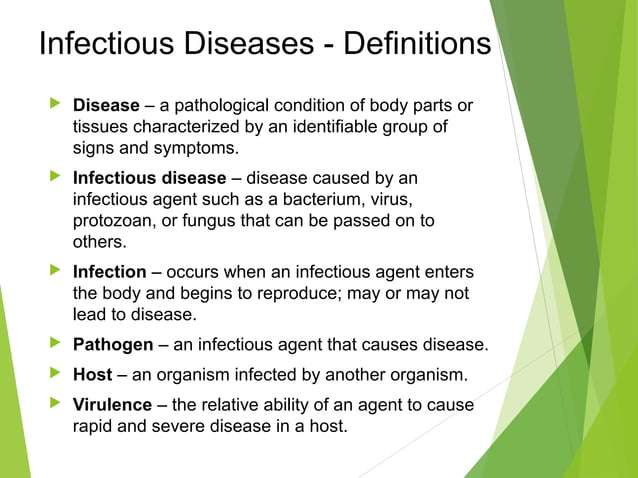 Infectious Diseases - Definitions
Disease – a pathological condition of body parts or
tissues characterized by an identifiable group of
signs and symptoms.
Infectious disease – disease caused by an
infectious agent such as a bacterium, virus,
protozoan, or fungus that can be passed on to
others.
Infection – occurs when an infectious agent enters
the body and begins to reproduce; may or may not
lead to disease.
Pathogen – an infectious agent that causes disease.
Host – an organism infected by another organism.
Virulence – the relative ability of an agent to cause
rapid and severe disease in a host.